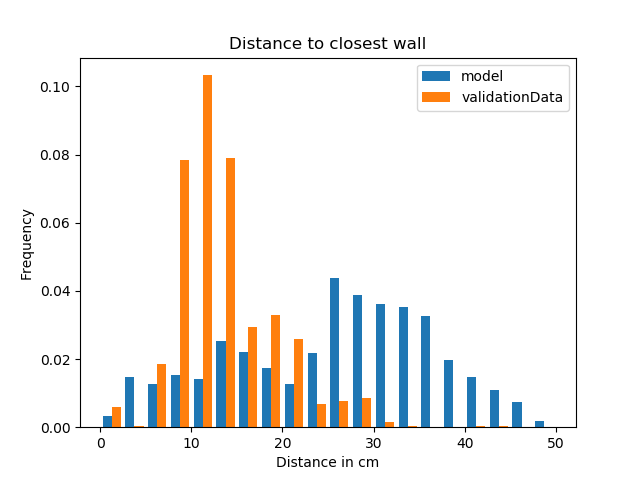 Distance to closest wall
model
validationData
Frequency
0.10
0.08
0.06
0.04
0.02
0.00
0 10 20 30 40 50
Distance in cm